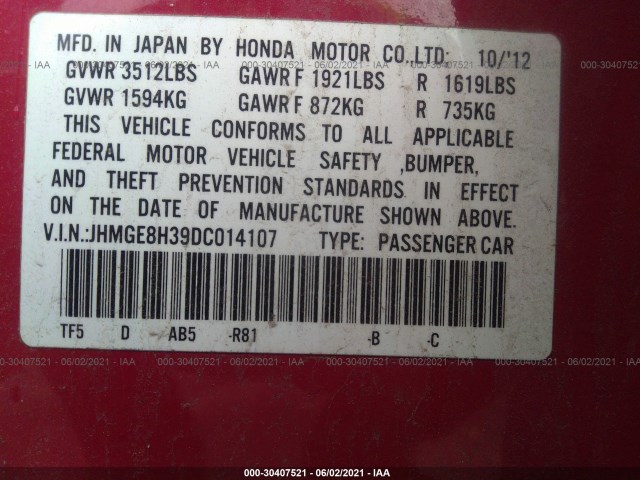 MFD. IN JAPAN BY HONDA MOTOR CO.,LTD: 10/'12
GVWR 3512LBS GAWR F 1921LBS R 1619LBS
GVWR 1594KG GAWR F 872KG R 735KG
THIS VEHICLE CONFORMS TO ALL APPLICABLE
FEDERAL MOTOR VEHICLE SAFETY ,BUMPER,
AND THEFT PREVENTION STANDARDS IN EFFECT
ON THE DATE OF MANUFACTURE SHOWN ABOVE.
V.I.N.:JHMGE8H39DC014107 TYPE: PASSENGER CAR
TF5 D AB5 -R81 -B -C
000-30407521 - 06/02/2021 - IAA